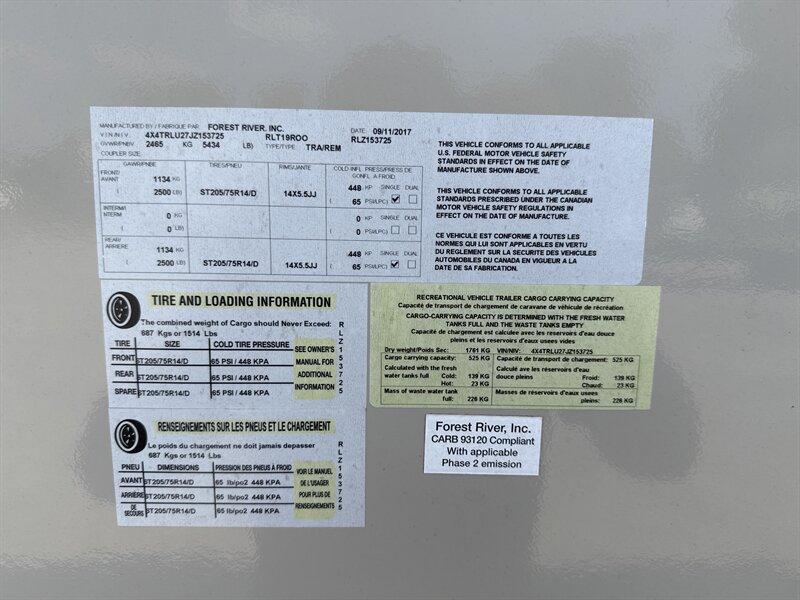 MANUFACTURED BY / FABRIQUE PAR FOREST RIVER, INC. DATE: 09/11/2017
V I N / N I V . 4X4TRLU27JZ153725 RLT19ROO RLZ153725
GVWR/PNBV 2465 KG 5434 LB) TYPE/TYPE: TRA/REM
COUPLER SIZE
GAWR/PNBE TIRES/PNEU RIMS/JANTE COLD INFL PRESS/PRESS DE GONFL A FROID
FRONT/ AVANT 1134 KG ST205/75R14/D 14X5.5JJ 448 KP SINGLE DUAL
( 2500 LB) ( 65 PSI/LPC)
INTERM/I NTERM 0 KG 0 KP SINGLE DUAL
( 0 LB) ( 0 PSI/LPC)
REAR/ ARRIERE 1134 KG 448 KP SINGLE DUAL
( 2500 LB) ST205/75R14/D 14X5.5JJ ( 65 PSI/LPC)
THIS VEHICLE CONFORMS TO ALL APPLICABLE
U.S. FEDERAL MOTOR VEHICLE SAFETY
STANDARDS IN EFFECT ON THE DATE OF
MANUFACTURE SHOWN ABOVE.
THIS VEHICLE CONFORMS TO ALL APPLICABLE
STANDARDS PRESCRIBED UNDER THE CANADIAN
MOTOR VEHICLE SAFETY REGULATIONS IN
EFFECT ON THE DATE OF MANUFACTURE.
CE VEHICULE EST CONFORME A TOUTES LES
NORMES QUI LUI SONT APPLICABLES EN VERTU
DU REGLEMENT SUR LA SECURITE DES VEHICULES
AUTOMOBILES DU CANADA EN VIGUEUR A LA
DATE DE SA FABRICATION.
TIRE AND LOADING INFORMATION
The combined weight of Cargo should Never Exceed:
687 Kgs or 1514 Lbs
TIRE SIZE COLD TIRE PRESSURE
FRONT ST205/75R14/D 65 PSI / 448 KPA
REAR ST205/75R14/D 65 PSI / 448 KPA
SPARE ST205/75R14/D 65 PSI / 448 KPA
SEE OWNER'S
MANUAL FOR
ADDITIONAL
INFORMATION
RLZ153725
RECREATIONAL VEHICLE TRAILER CARGO CARRYING CAPACITY
Capacité de transport de chargement de caravane de véhicule de récréation
CARGO-CARRYING CAPACITY IS DETERMINED WITH THE FRESH WATER
TANKS FULL AND THE WASTE TANKS EMPTY
Capacité de chargement est calculée avec les réservoirs d'eau douce
pleins et les reservoirs d'eau usees vides
Dry weight/Poids Sec: 1761 KG VIN/NIV: 4X4TRLU27JZ153725
Cargo carrying capacity: 525 KG Capacité de transport de chargement: 525 KG
Calculated with the fresh Calculé ave les réservoirs d'eau
water tanks full Cold: 139 KG douce pleins Froid: 139 KG
Hot: 23 KG Chaud: 23 KG
Mass of waste water tank full: 226 KG Masses de réservoirs d'eaux usees pleins: 226 KG
RENSEIGNEMENTS SUR LES PNEUS ET LE CHARGEMENT
Le poids du chargement ne doit jamais depasser
687 Kgs or 1514 Lbs
PNEU DIMENSIONS PRESSION DES PNEUS À FROID
AVANT ST205/75R14/D 65 lb/po2 448 KPA
ARRIÈRE ST205/75R14/D 65 lb/po2 448 KPA
DE SECOURS ST205/75R14/D 65 lb/po2 448 KPA
VOIR LE MANUEL
DE L'USAGER
POUR PLUS DE
RENSEIGNEMENTS
RLZ153725
Forest River, Inc.
CARB 93120 Compliant
With applicable
Phase 2 emission